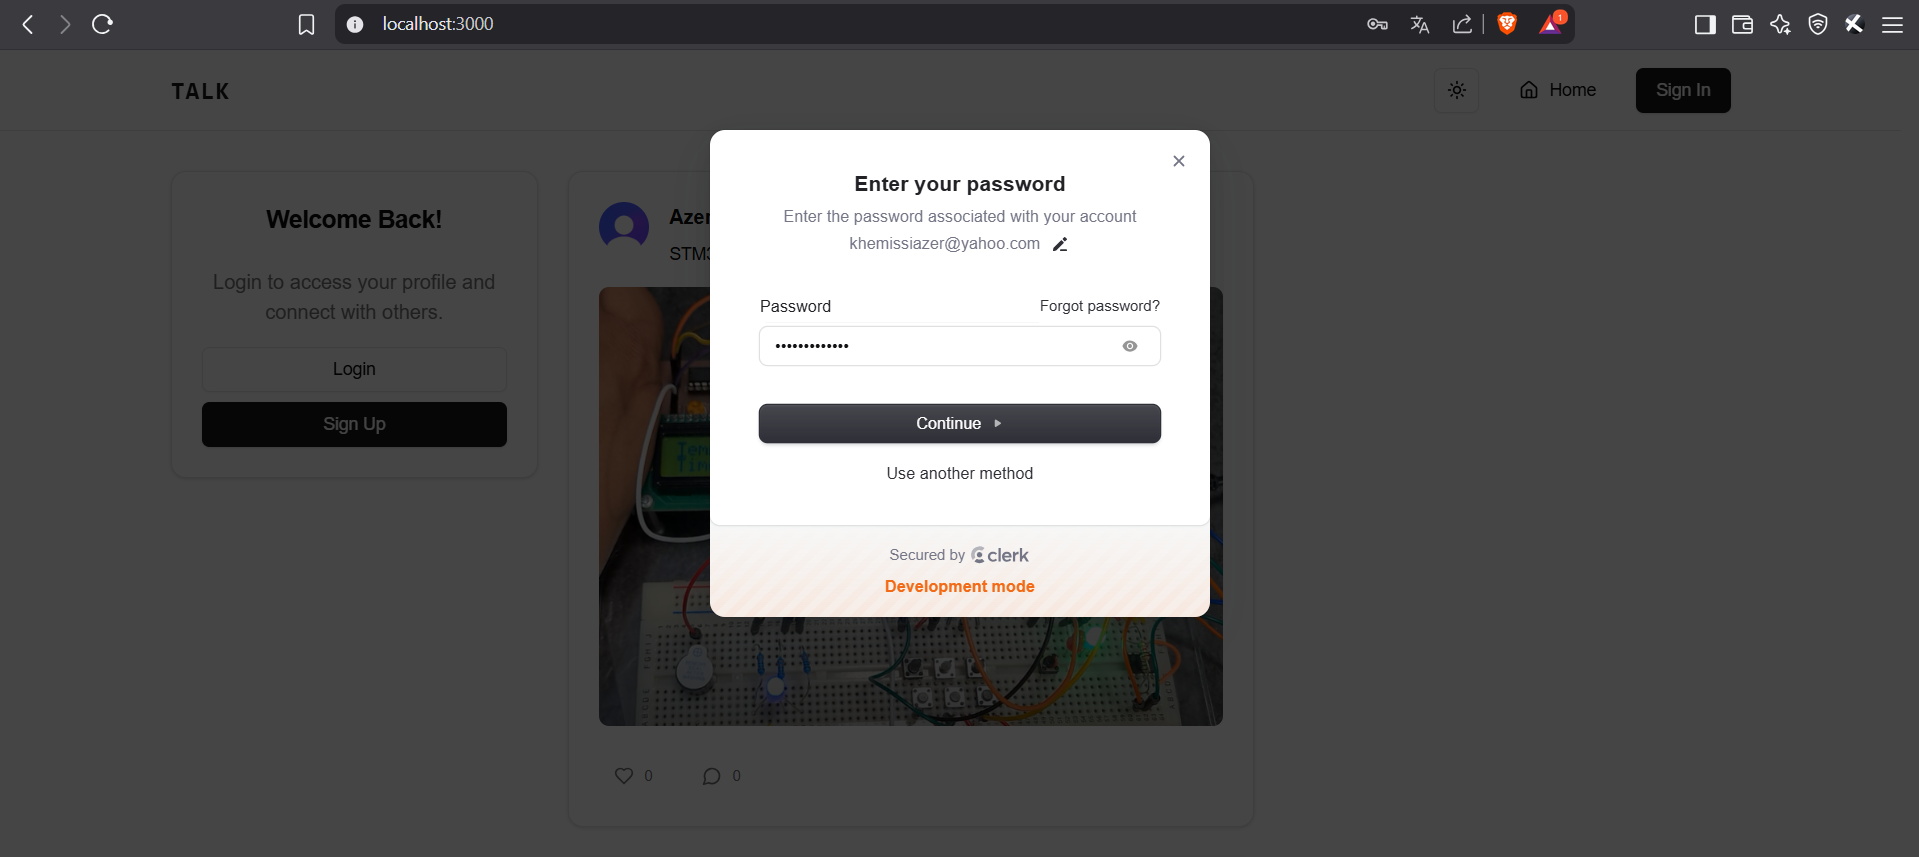 localhost:3000
1
TALK
Home
Sign In
Welcome Back!
Login to access your profile and
connect with others.
Login
Sign Up
Enter your password
Enter the password associated with your account
khemissiazer@yahoo.com
Password
Forgot password?
•••••••••••••
Continue
Use another method
Secured by clerk
Development mode
0
0